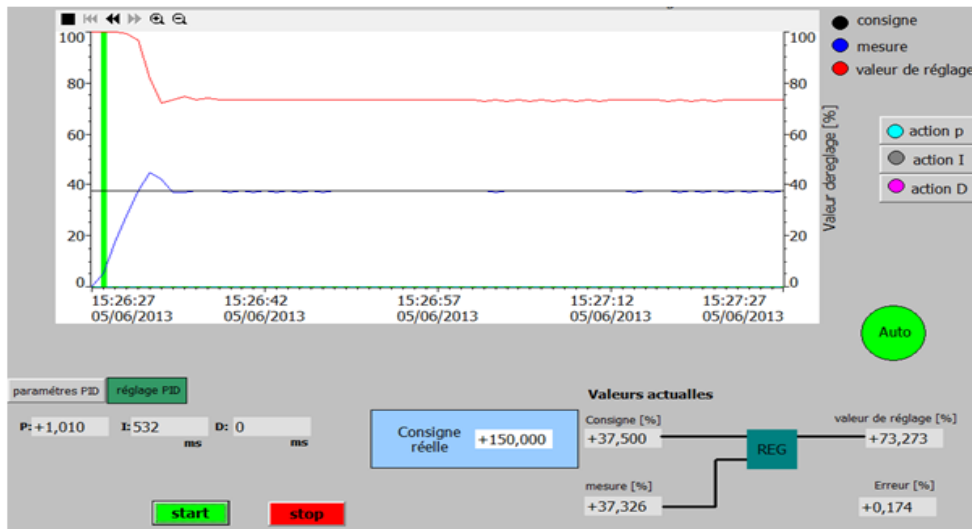 100
80
60
40
20
0
100
80
60
40
20
0
Valeur dereglage [%]
15:26:27
05/06/2013
15:26:42
05/06/2013
15:26:57
05/06/2013
15:27:12
05/06/2013
15:27:27
05/06/2013
consigne
mesure
valeur de réglage
action p
action I
action D
Auto
paramétres PID
réglage PID
P: +1,010
I: 532
ms
D: 0
ms
Consigne
réelle
+150,000
Valeurs actualles
Consigne [%]
+37,500
valeur de réglage [%]
+73,273
REG
mesure [%]
+37,326
Erreur [%]
+0,174
start
stop